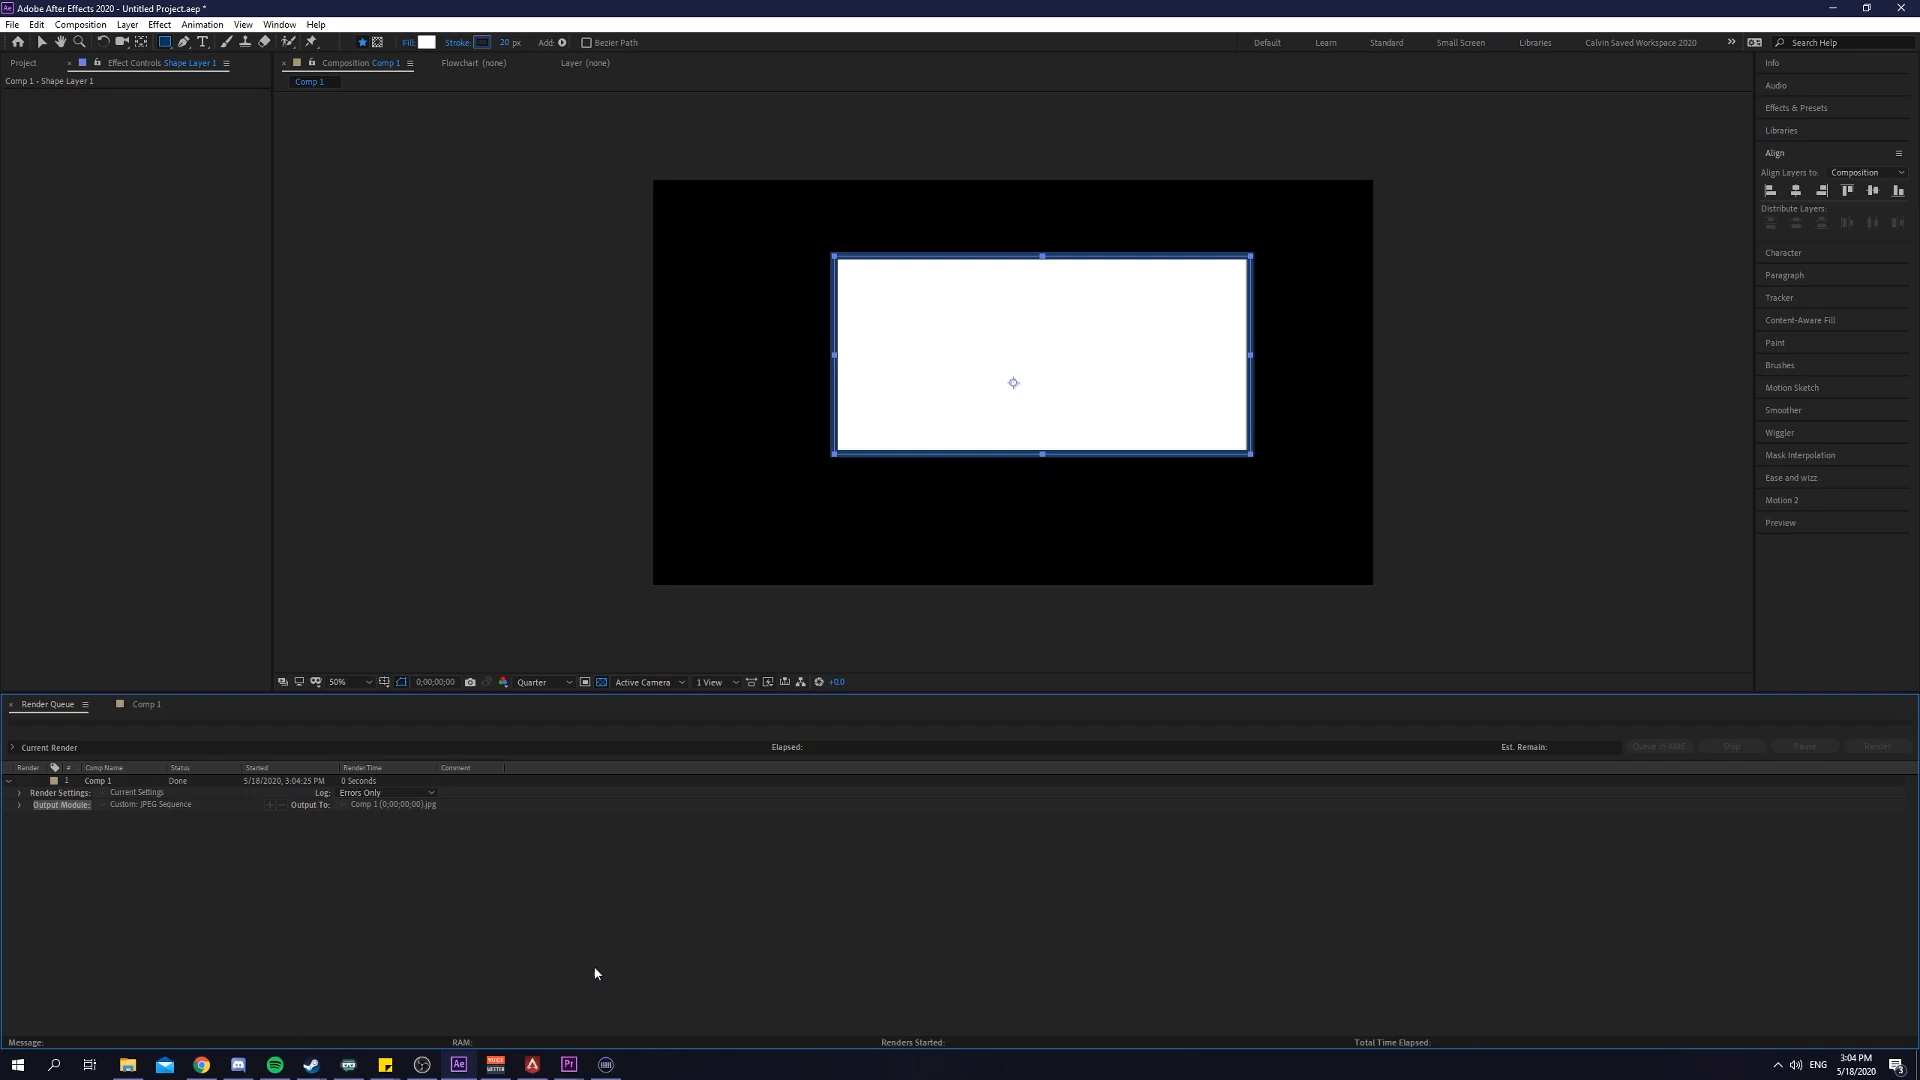 Adobe After Effects 2020 - Untitled Project.aep *
File Edit Composition Layer Effect Animation View Window Help
Fill: Stroke: 20 px Add: Bezier Path Default Learn Standard Small Screen Libraries Calvin Saved Workspace 2020 Search Help
Project Effect Controls Shape Layer 1 Composition Comp 1 Flowchart (none) Layer (none)
Comp 1 • Shape Layer 1
Comp 1
Info
Audio
Effects & Presets
Libraries
Align
Align Layers to: Composition
Distribute Layers:
Character
Paragraph
Tracker
Content-Aware Fill
Paint
Brushes
Motion Sketch
Smoother
Wiggler
Mask Interpolation
Ease and wizz
Motion 2
Preview
50% 0;00;00;00 Quarter Active Camera 1 View +0.0
Render Queue Comp 1
Current Render Elapsed: Est. Remain: Queue in AME Stop Pause Render
Render # Comp Name Status Started Render Time Comment
1 Comp 1 Done 5/18/2020, 3:04:25 PM 0 Seconds
Render Settings: Current Settings Log: Errors Only
Output Module: Custom: JPEG Sequence Output To: Comp 1 (0;00;00;00).jpg
Message: RAM: Renders Started: Total Time Elapsed:
Ae Pr ENG 3:04 PM
5/18/2020 3